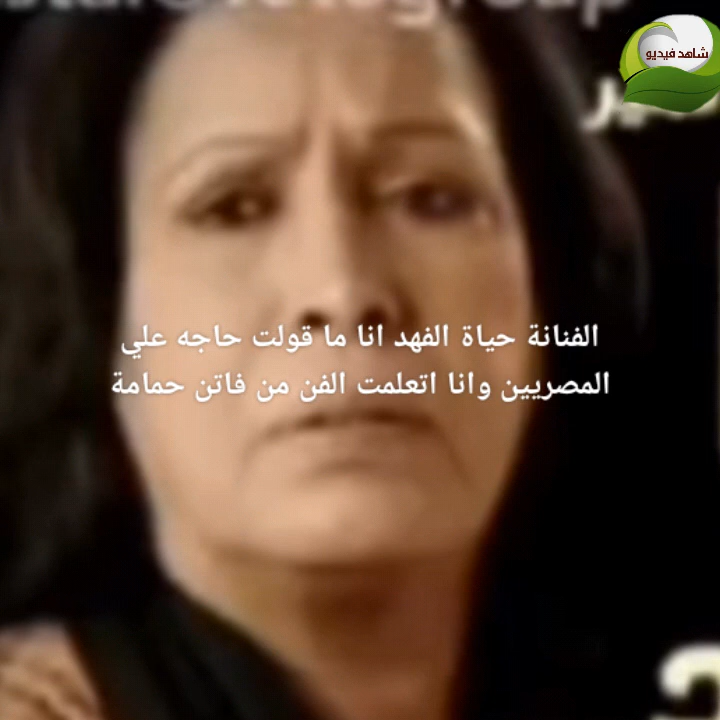 شاهد فيديو
الفنانة حياة الفهد انا ما قولت حاجه علي
المصريين وانا اتعلمت الفن من فاتن حمامة